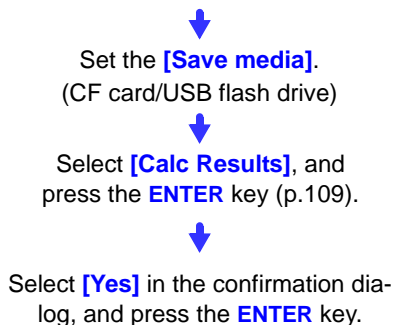 Set the [Save media].
(CF card/USB flash drive)
Select [Calc Results], and
press the ENTER key (p.109).
Select [Yes] in the confirmation dia-
log, and press the ENTER key.